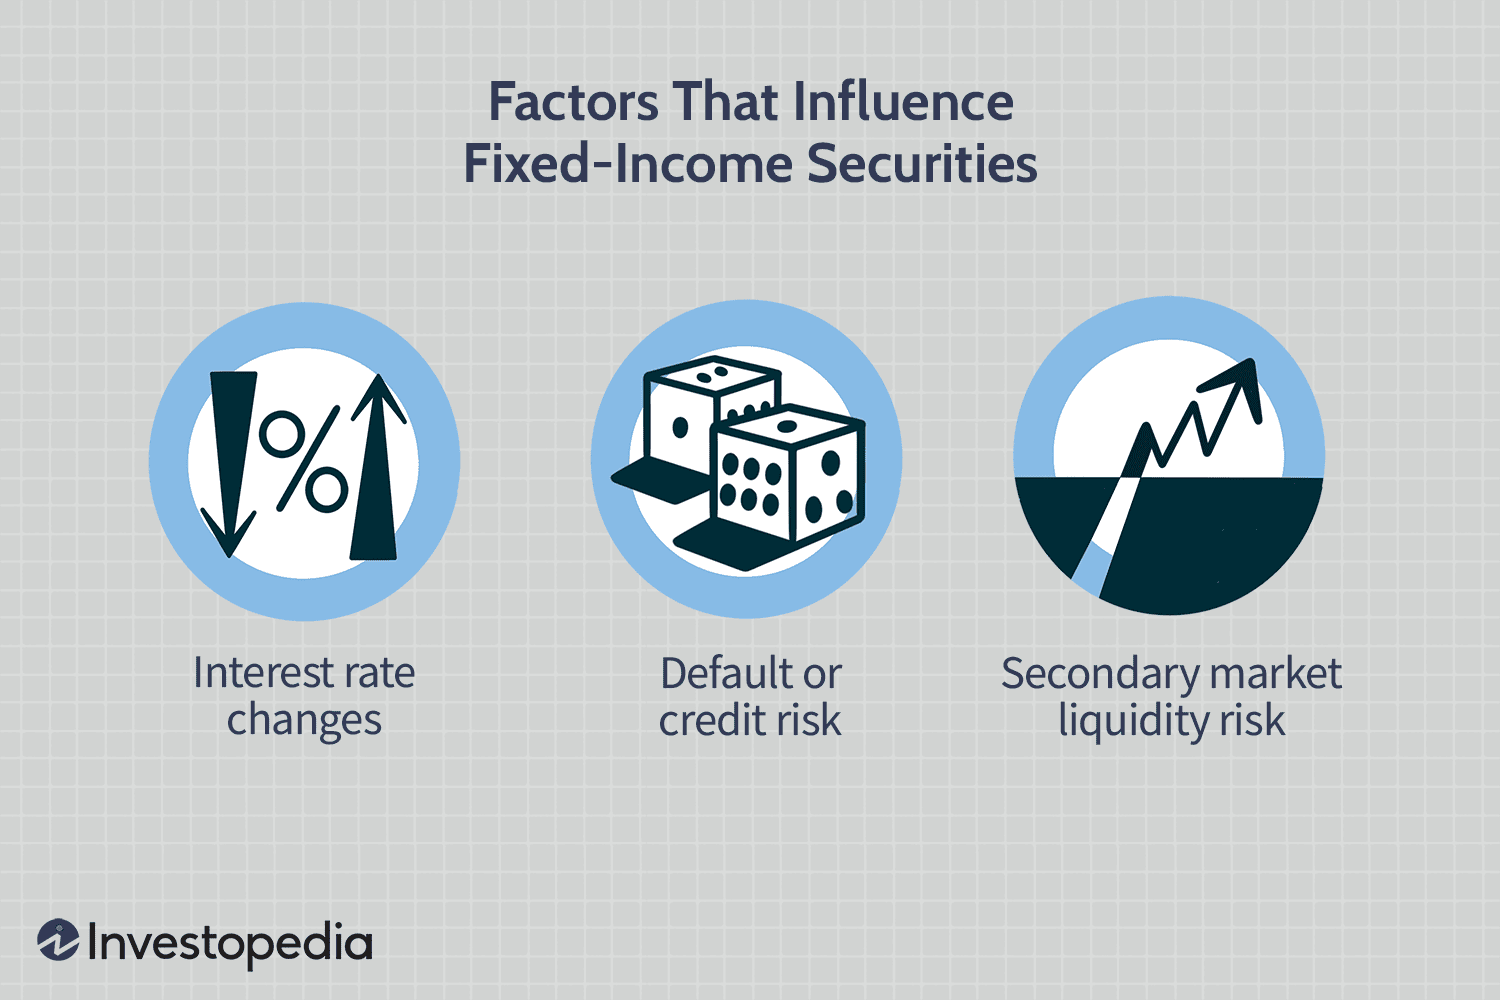 Factors That Influence
Fixed-Income Securities
%
Interest rate
changes
Default or
credit risk
Secondary market
liquidity risk
Investopedia